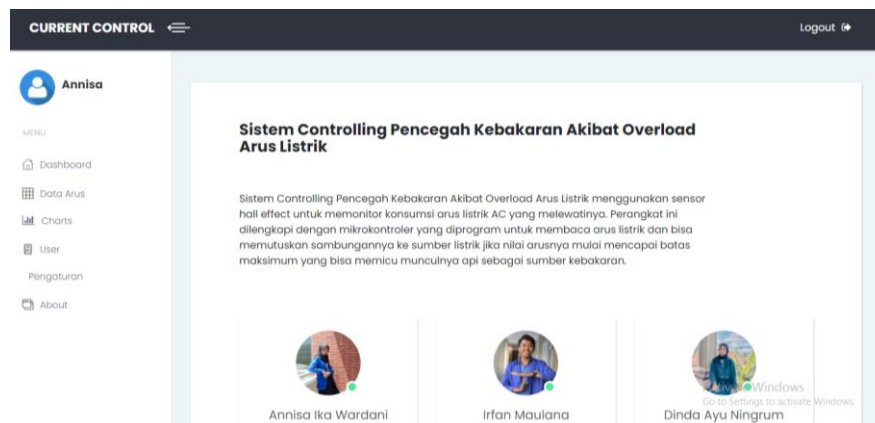 CURRENT CONTROL
Logout
Annisa
MENU
Dashboard
Data Arus
Charts
User
Pengaturan
About
Sistem Controlling Pencegah Kebakaran Akibat Overload
Arus Listrik
Sistem Controlling Pencegah Kebakaran Akibat Overload Arus Listrik menggunakan sensor
hall effect untuk memonitor konsumsi arus listrik AC yang melewatinya. Perangkat ini
dilengkapi dengan mikrokontroler yang diprogram untuk membaca arus listrik dan bisa
memutuskan sambungannya ke sumber listrik jika nilai arusnya mulai mencapai batas
maksimum yang bisa memicu munculnya api sebagai sumber kebakaran.
Windows
Go to Settings to activate Windows.
Annisa Ika Wardani
Irfan Maulana
Dinda Ayu Ningrum